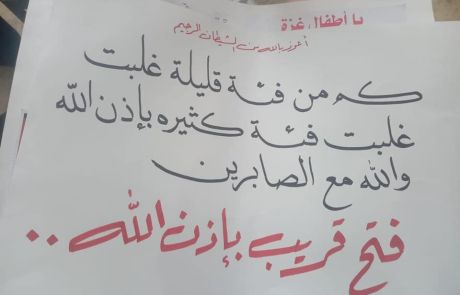 يا أطفال غزة
أعوذ بالله من الشيطان الرجيم
كم من فئة قليلة غلبت
غلبت فئة كثيره بإذن الله
والله مع الصابرين
فتح قريب بإذن الله ..